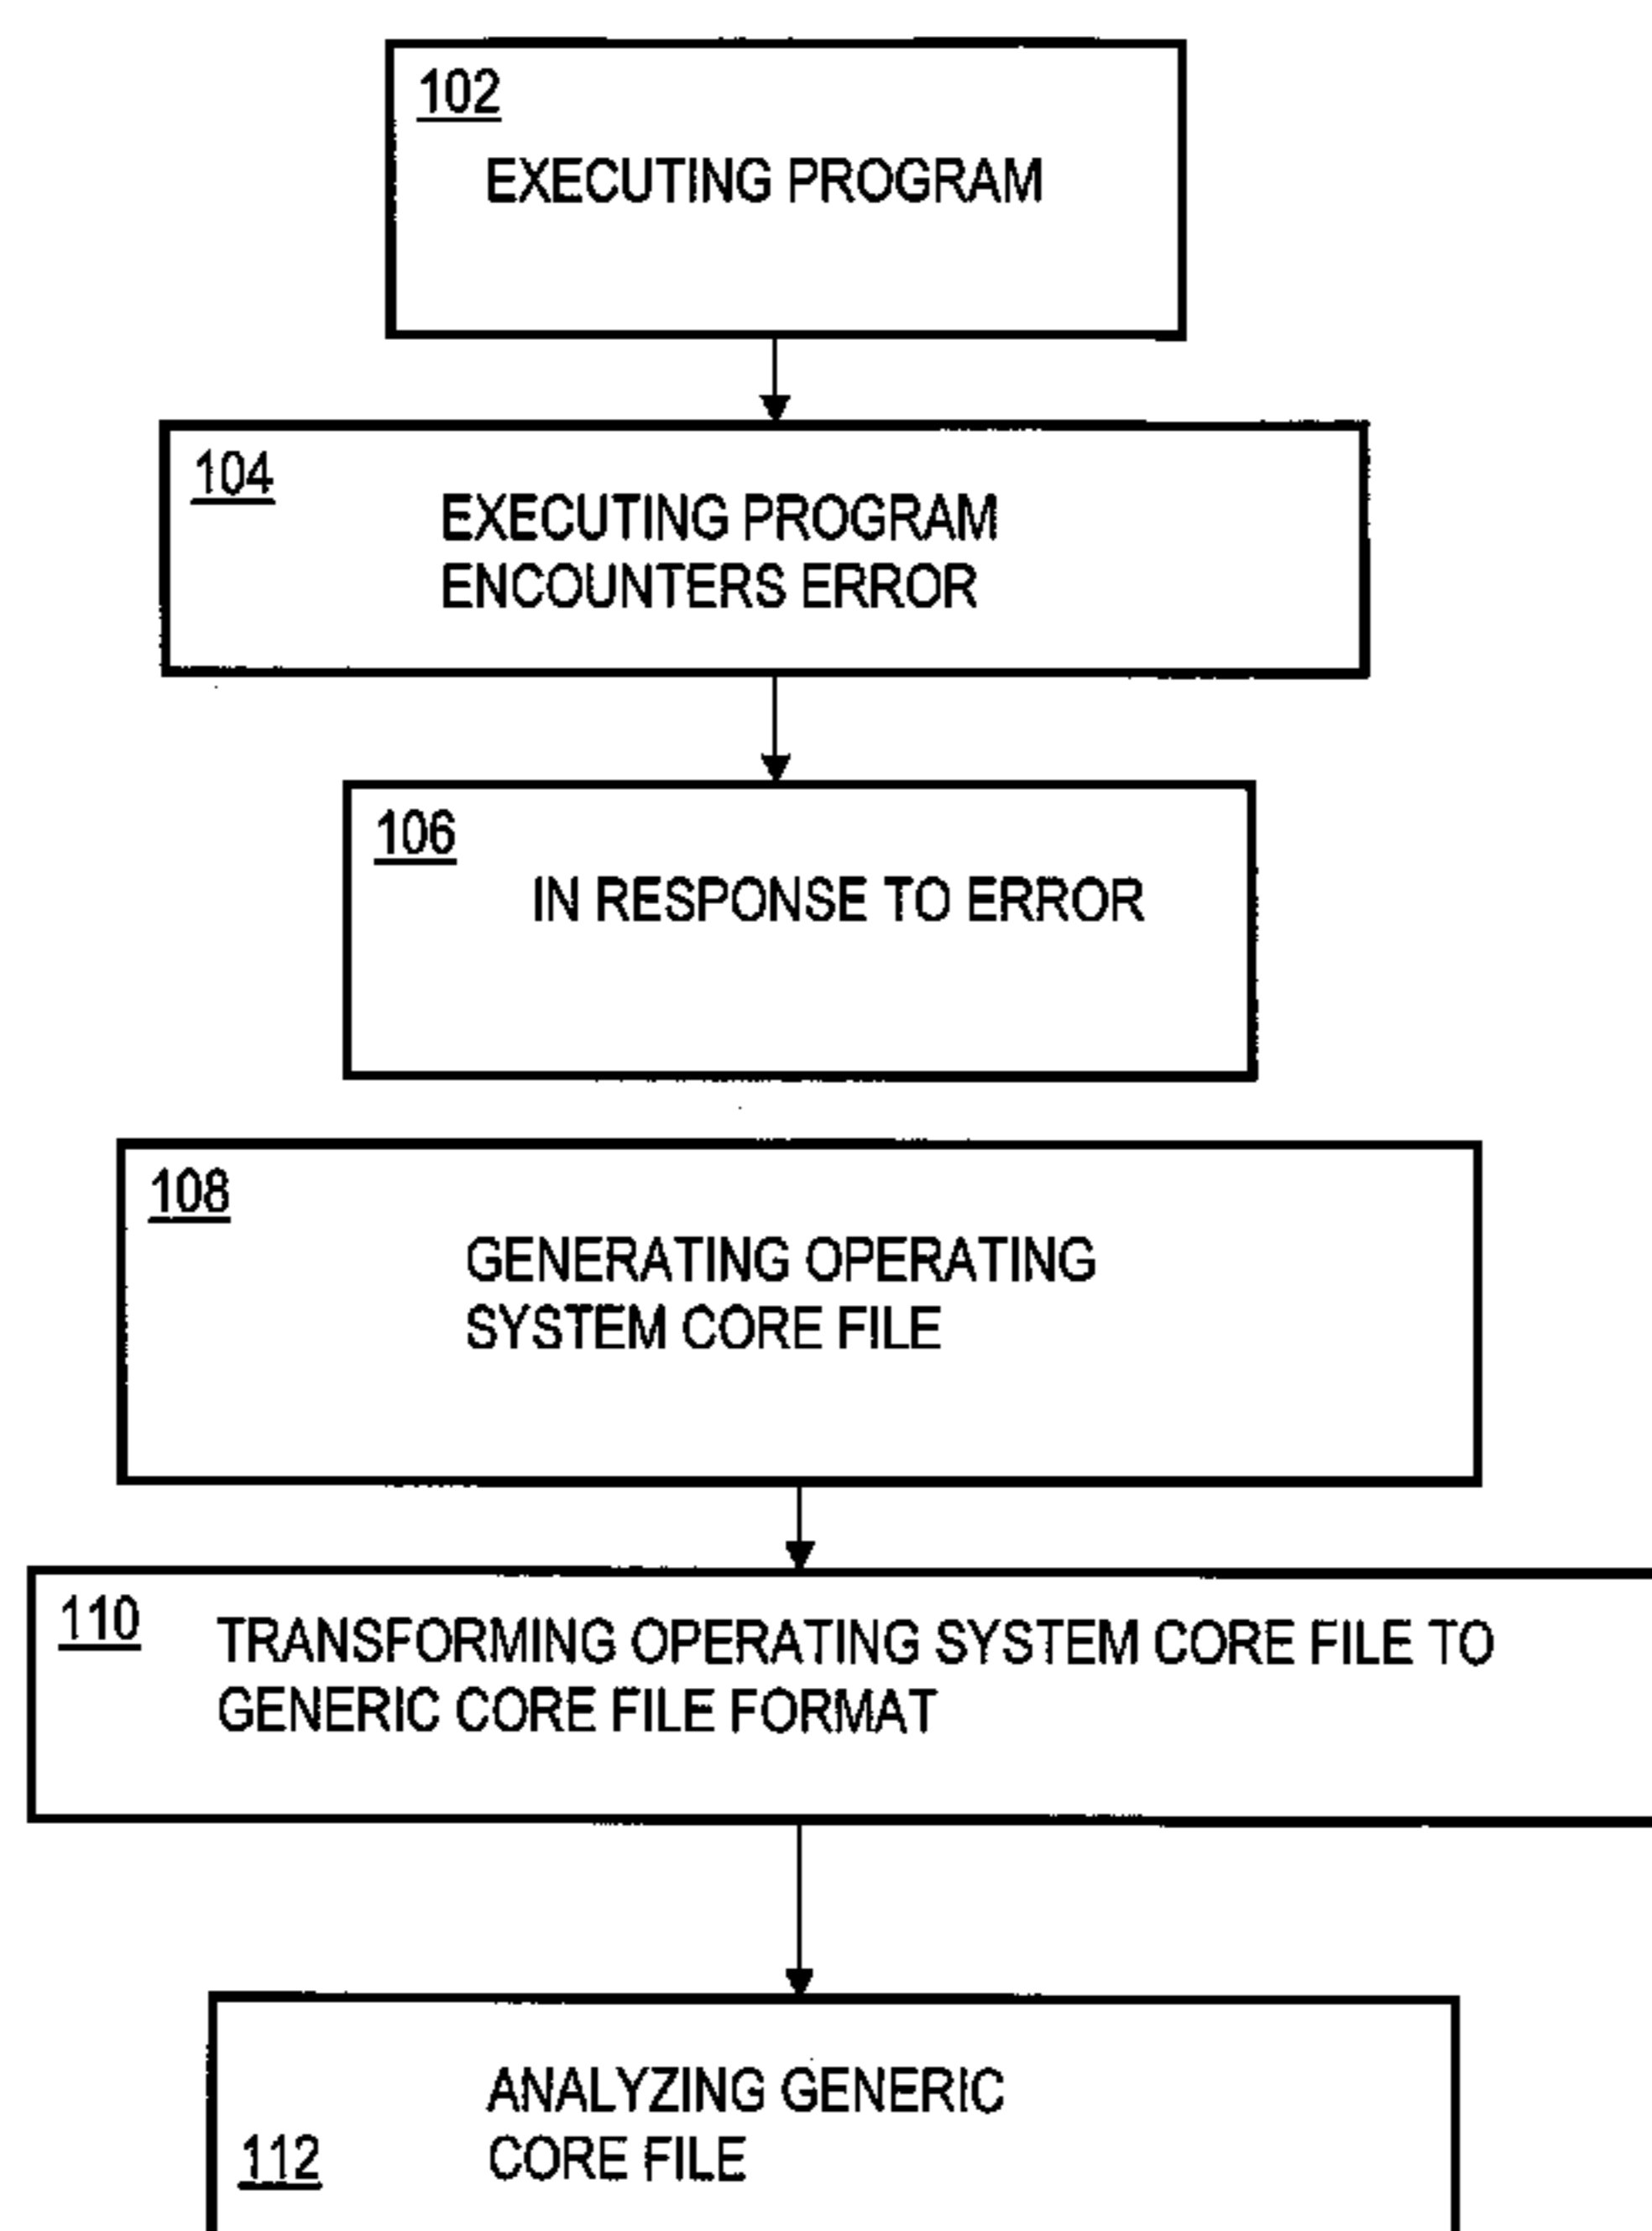 102
EXECUTING PROGRAM
104
EXECUTING PROGRAM
ENCOUNTERS ERROR
106
IN RESPONSE TO ERROR
108
GENERATING OPERATING
SYSTEM CORE FILE
110
TRANSFORMING OPERATING SYSTEM CORE FILE TO
GENERIC CORE FILE FORMAT
ANALYZING GENERIC
CORE FILE
112